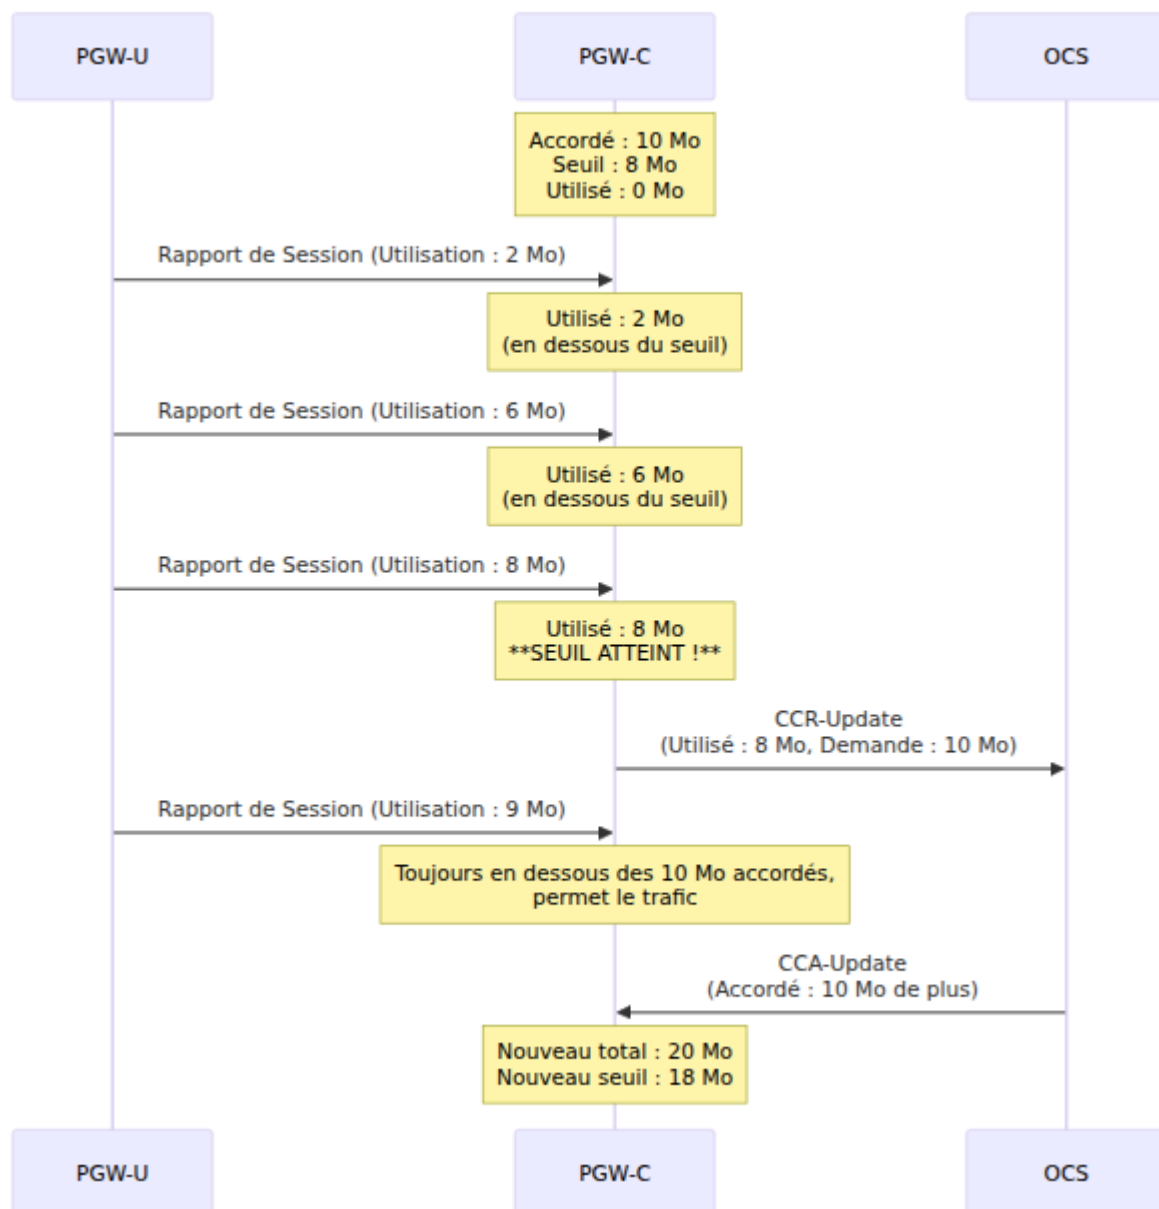 PGW-U
PGW-C
OCS
Accordé : 10 Mo
Seuil : 8 Mo
Utilisé : 0 Mo
Rapport de Session (Utilisation : 2 Mo)
Utilisé : 2 Mo
(en dessous du seuil)
Rapport de Session (Utilisation : 6 Mo)
Utilisé : 6 Mo
(en dessous du seuil)
Rapport de Session (Utilisation : 8 Mo)
Utilisé : 8 Mo
**SEUIL ATTEINT !**
CCR-Update
(Utilisé : 8 Mo, Demande : 10 Mo)
Rapport de Session (Utilisation : 9 Mo)
Toujours en dessous des 10 Mo accordés,
permet le trafic
CCA-Update
(Accordé : 10 Mo de plus)
Nouveau total : 20 Mo
Nouveau seuil : 18 Mo
PGW-U
PGW-C
OCS